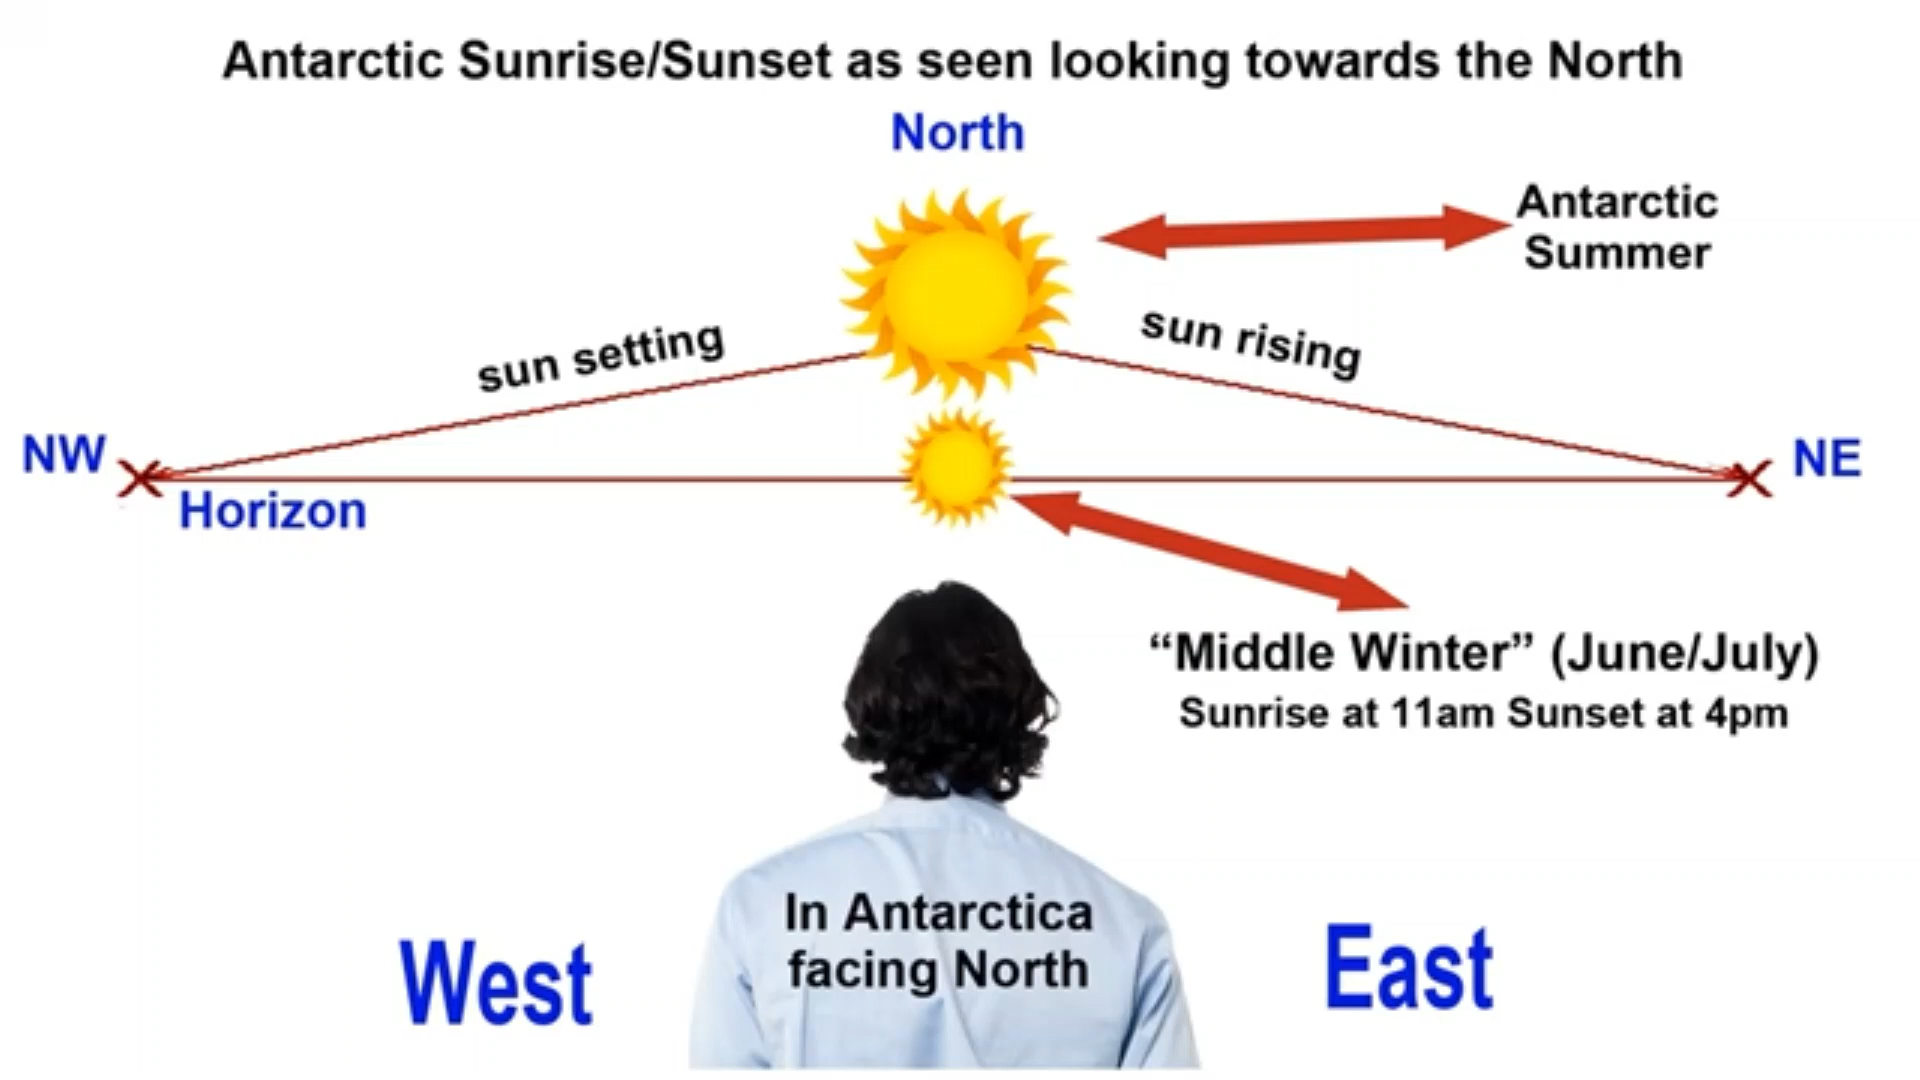 Antarctic Sunrise/Sunset as seen looking towards the North
North
Antarctic
Summer
sun setting
sun rising
NW
NE
Horizon
“Middle Winter” (June/July)
Sunrise at 11am Sunset at 4pm
In Antarctica
facing North
West
East